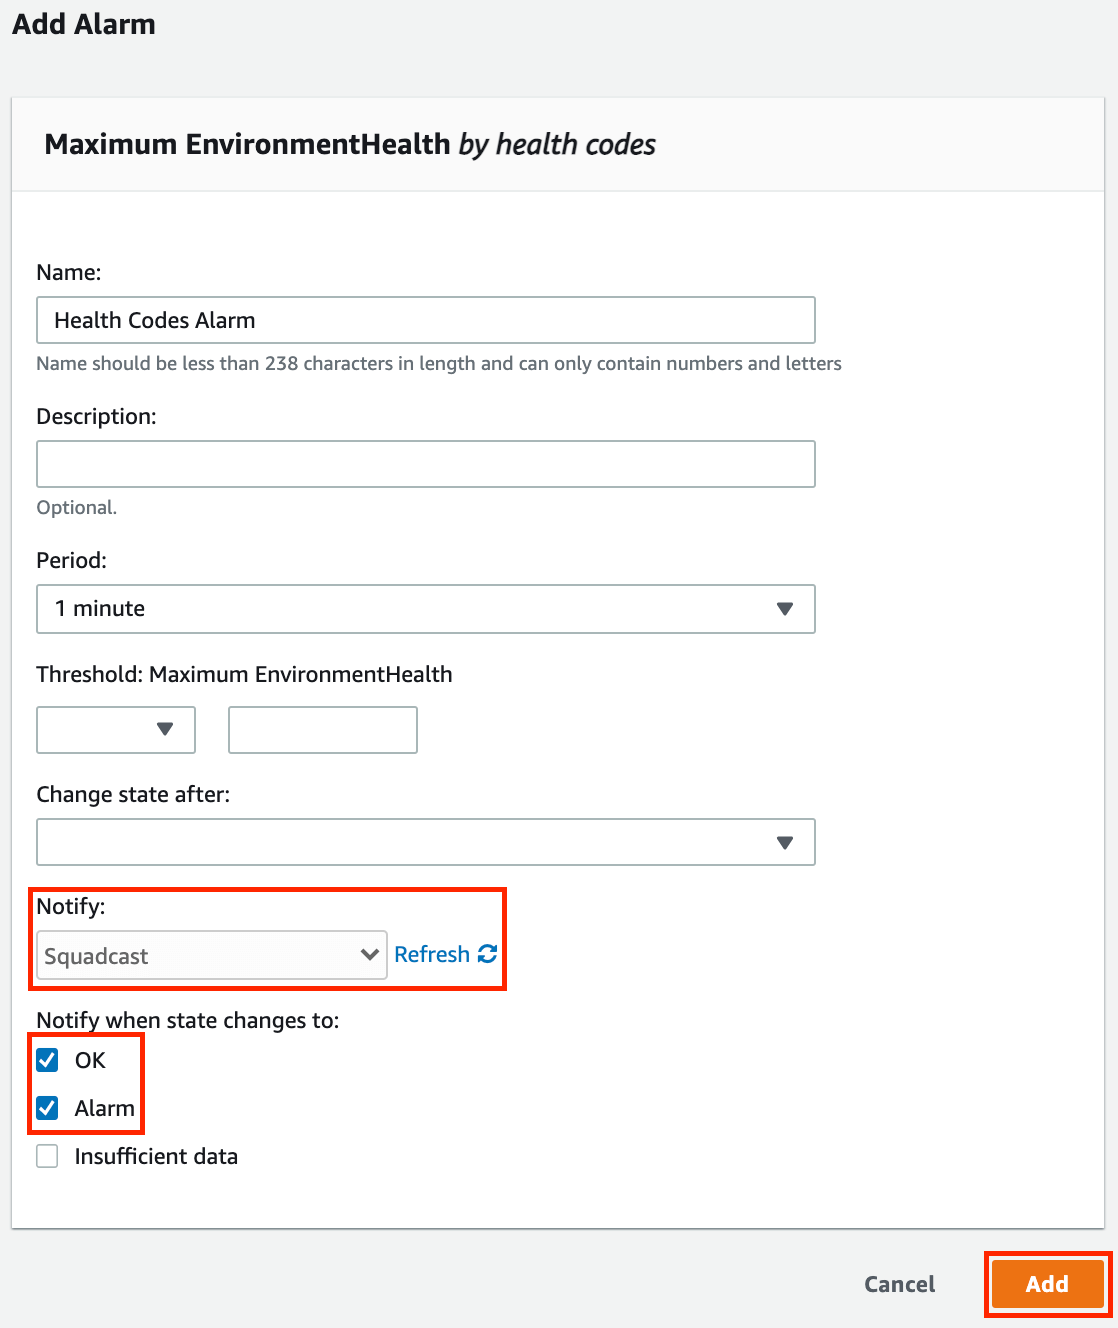 Add Alarm
Maximum EnvironmentHealth by health codes
Name:
Health Codes Alarm
Name should be less than 238 characters in length and can only contain numbers and letters
Description:
Optional.
Period:
1 minute
Threshold: Maximum EnvironmentHealth
Change state after:
Notify:
Squadcast Refresh
Notify when state changes to:
OK
Alarm
Insufficient data
Cancel Add